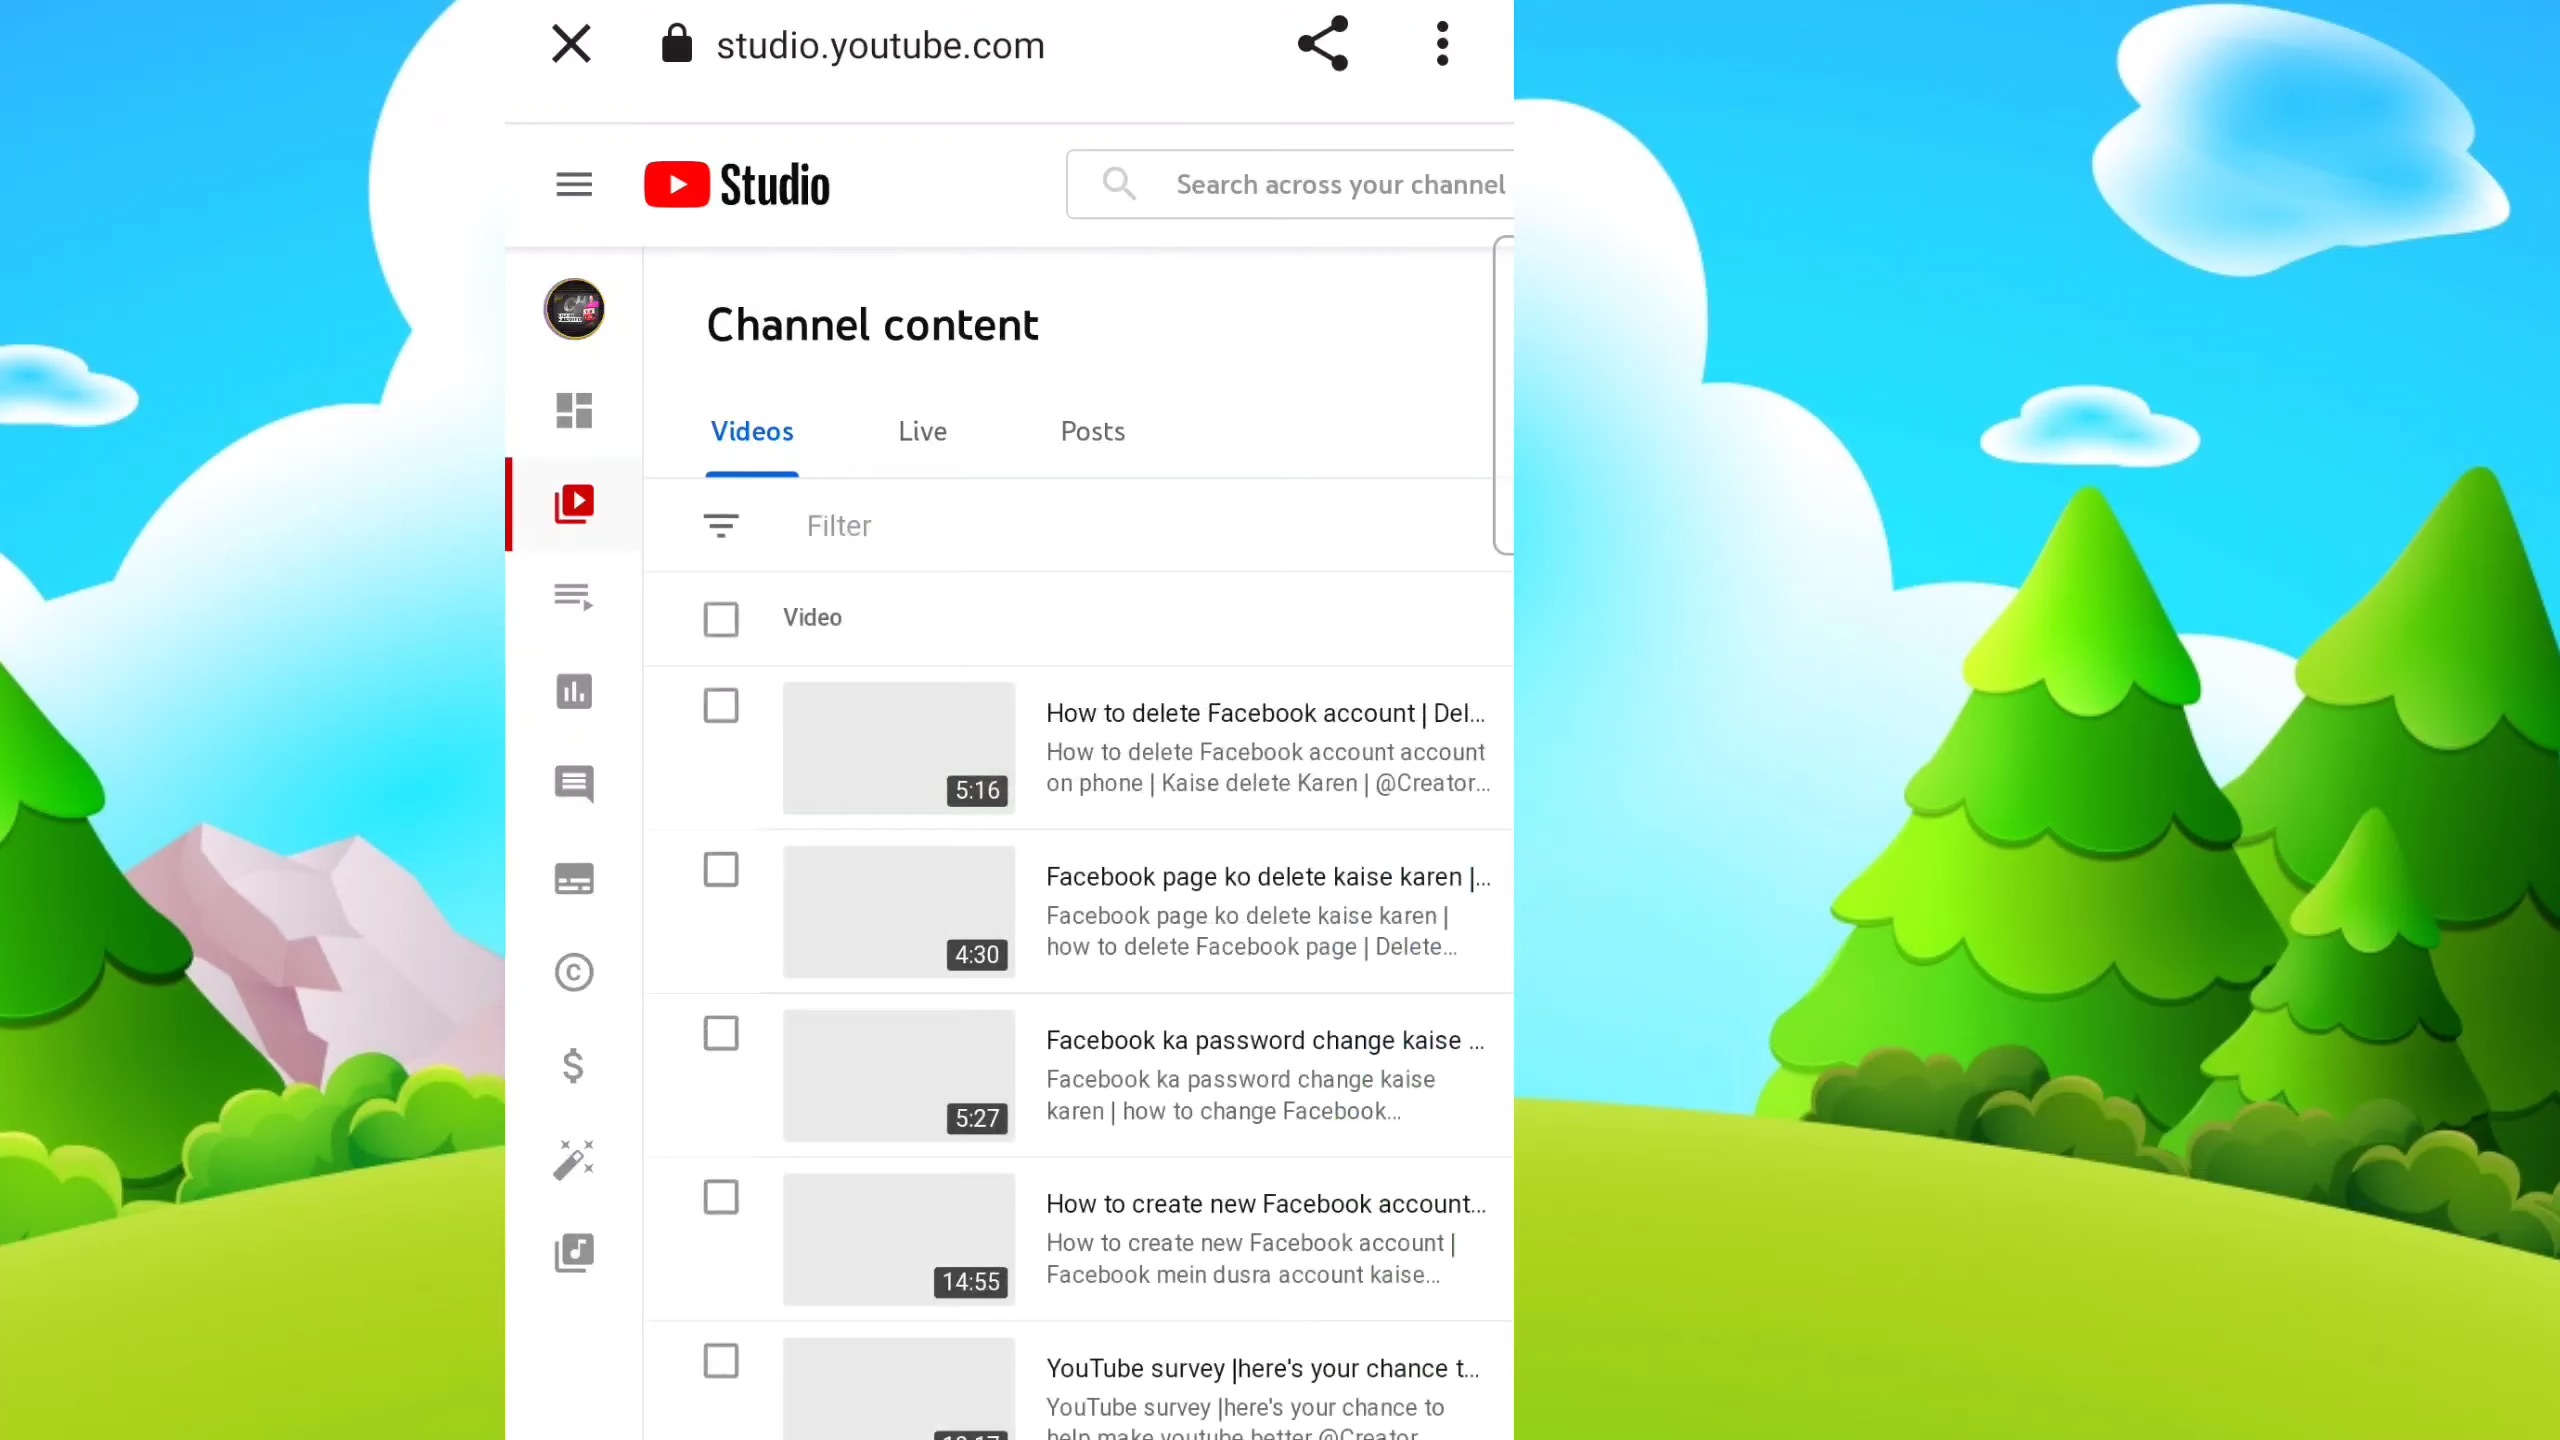 studio.youtube.com
Studio
Search across your channel
Channel content
Videos
Live
Posts
Filter
Video
How to delete Facebook account | Del...
How to delete Facebook account account
on phone | Kaise delete Karen | @Creator...
5:16
Facebook page ko delete kaise karen |...
Facebook page ko delete kaise karen |
how to delete Facebook page | Delete...
4:30
Facebook ka password change kaise ...
Facebook ka password change kaise
karen | how to change Facebook...
5:27
How to create new Facebook account...
How to create new Facebook account |
Facebook mein dusra account kaise...
14:55
YouTube survey |here's your chance t...
YouTube survey |here's your chance to
help make youtube better @Creator